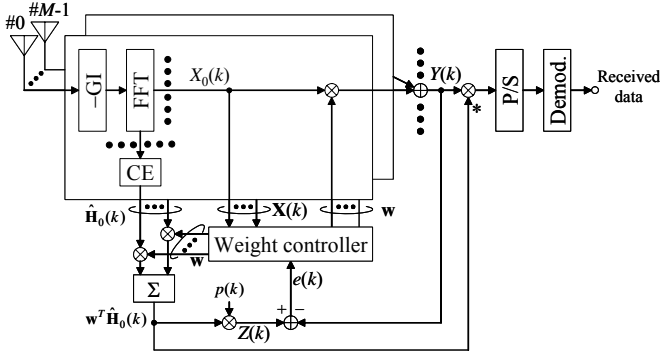 #0
#M-1
−GI
FFT
X₀(k)
Y(k)
*
P/S
Demod.
Received
data
CE
Ĥ₀(k)
X(k)
w
Weight controller
w
Σ
e(k)
p(k)
+ −
wᵀĤ₀(k)
Z(k)